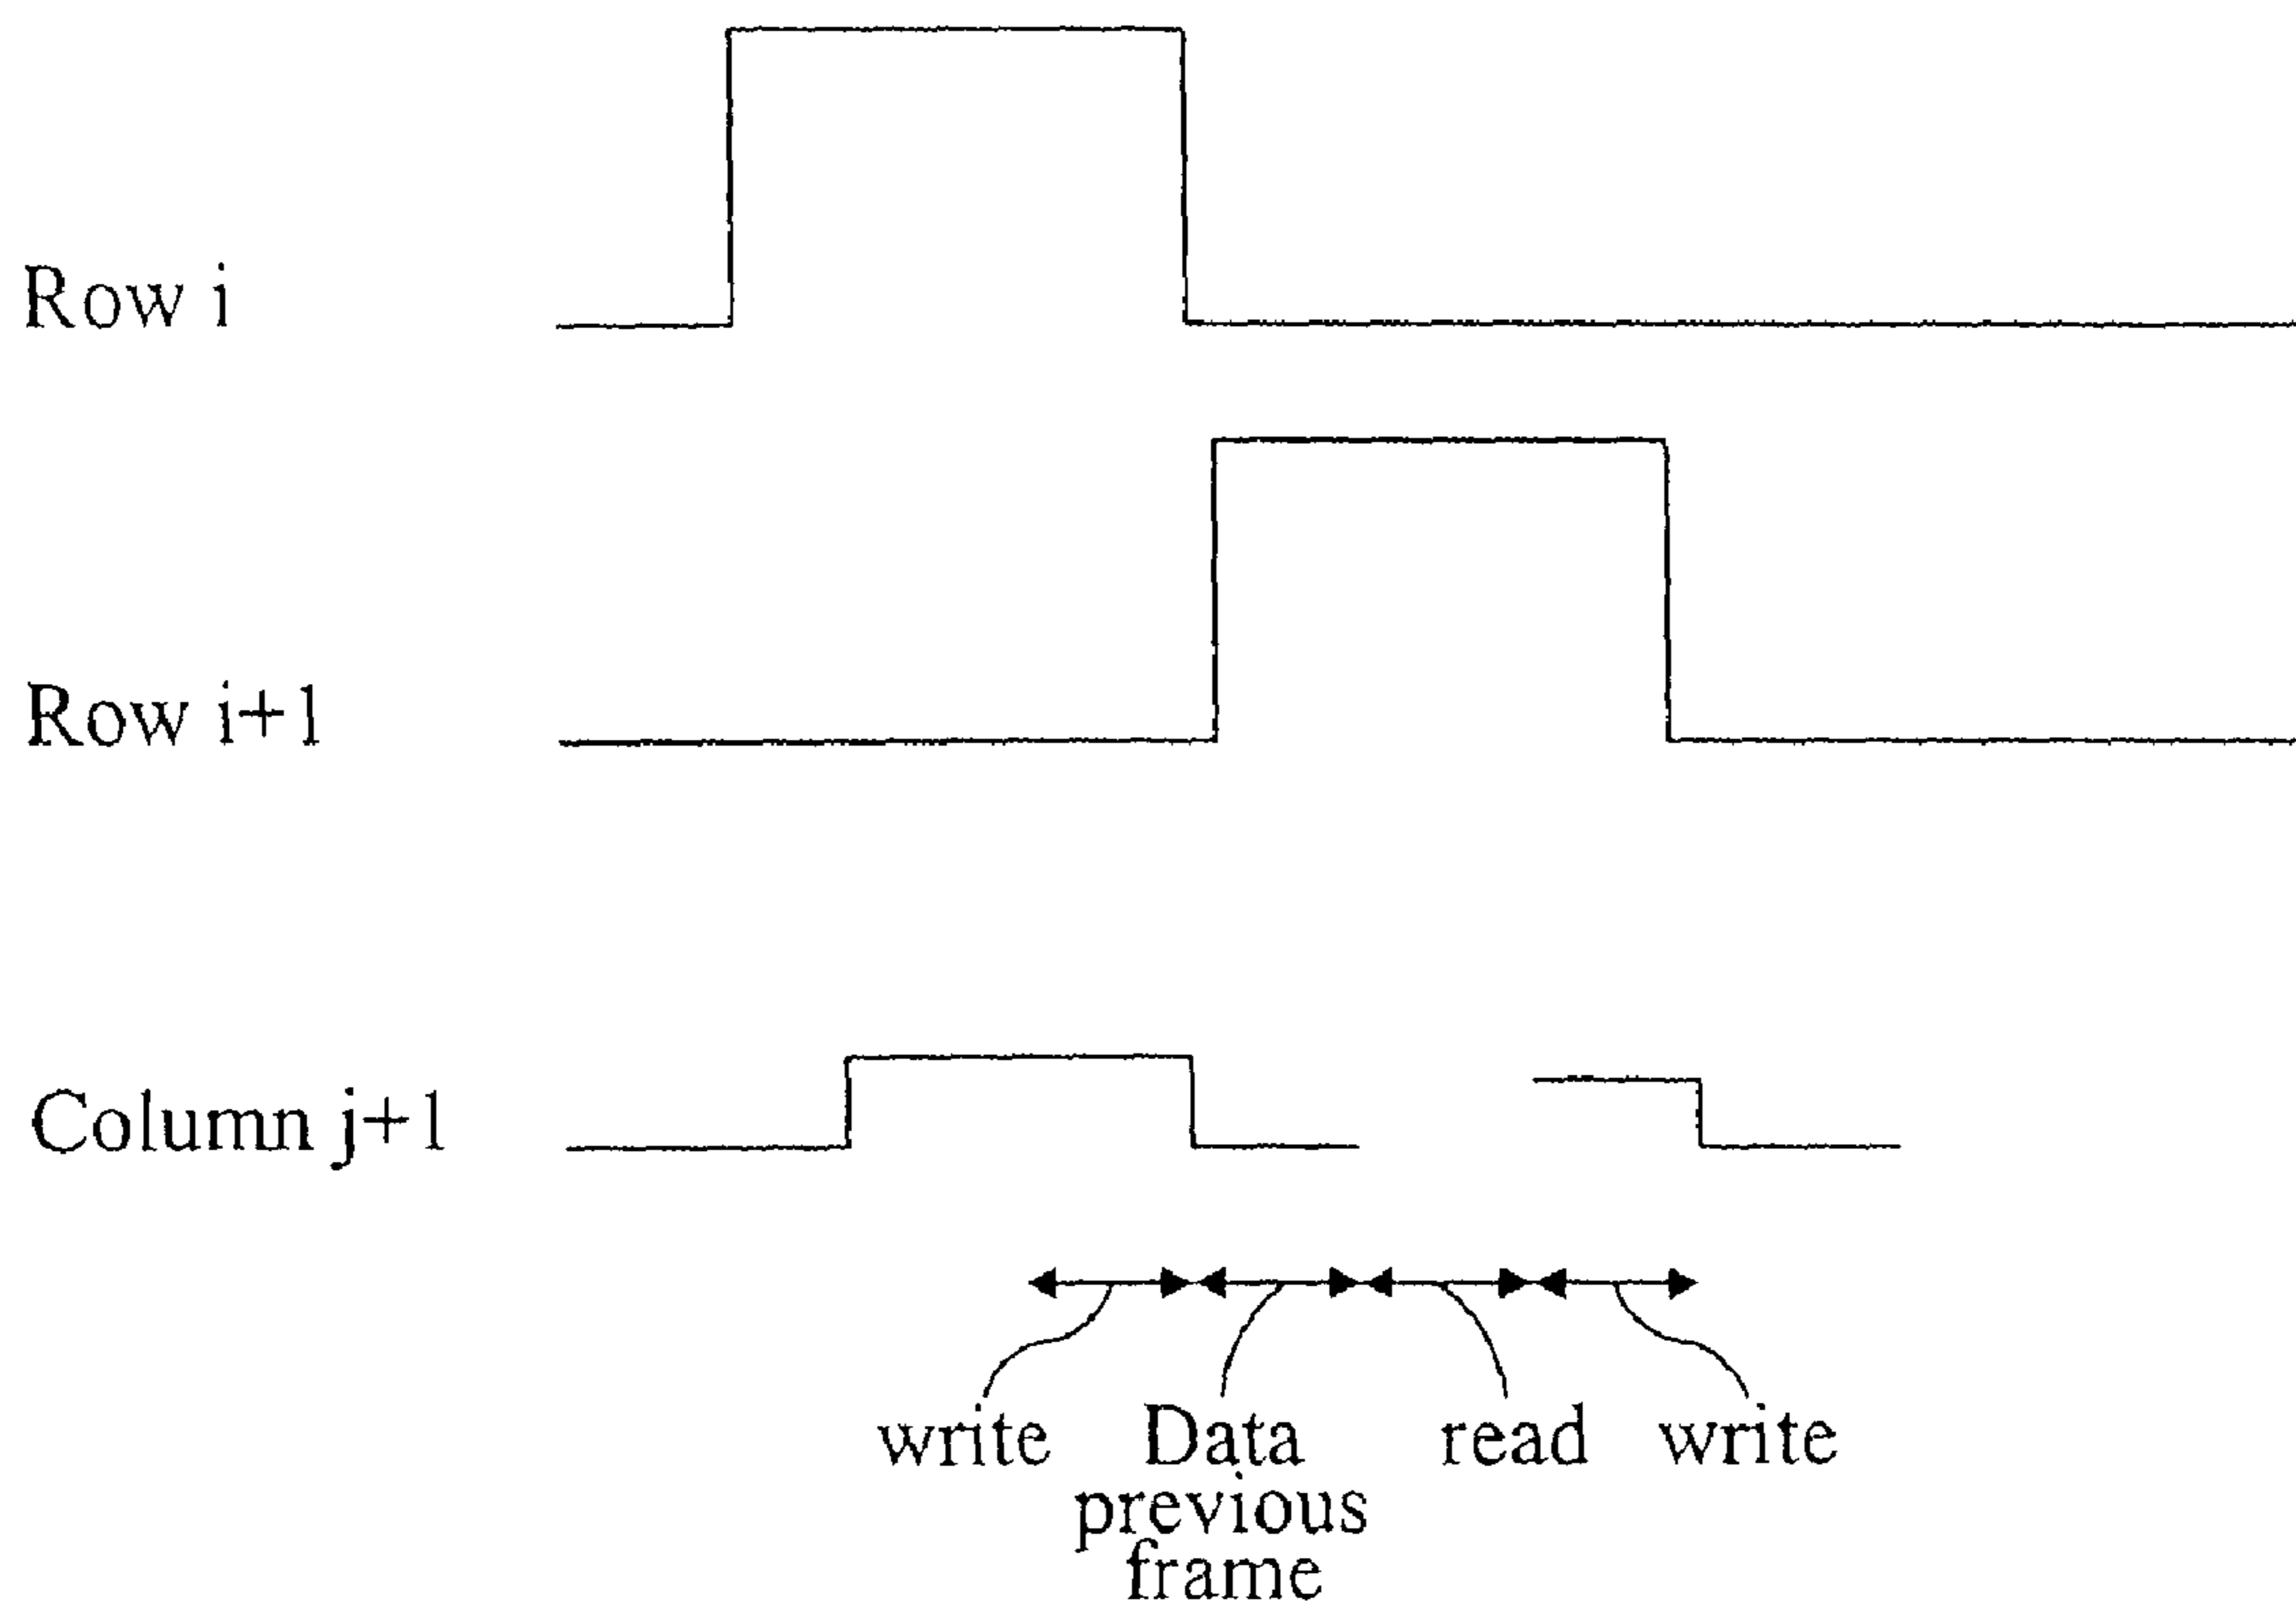 Row i
Row i+1
Column j+1
write
Data
previous
frame
read
write